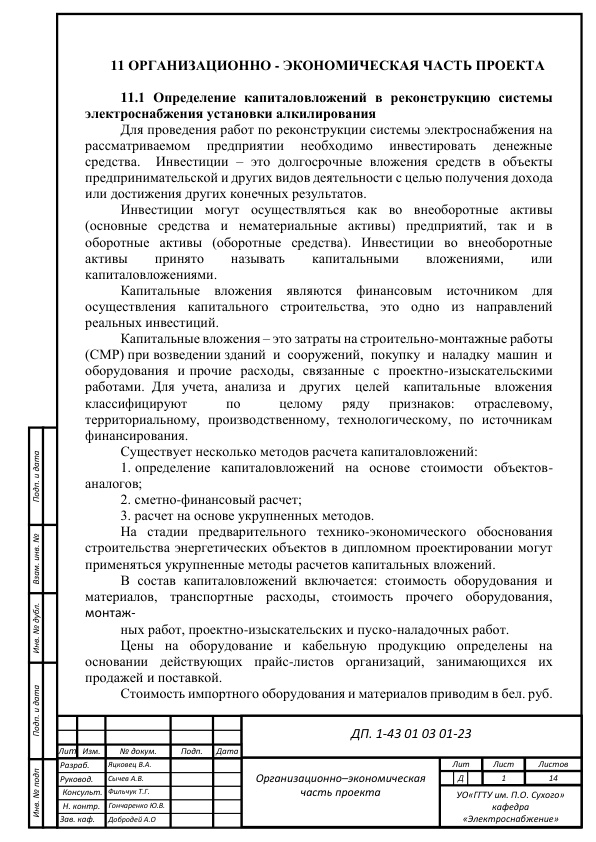 11 ОРГАНИЗАЦИОННО - ЭКОНОМИЧЕСКАЯ ЧАСТЬ ПРОЕКТА
11.1 Определение капиталовложений в реконструкцию системы
электроснабжения установки алкилирования
Для проведения работ по реконструкции системы электроснабжения на
рассматриваемом предприятии необходимо инвестировать денежные
средства. Инвестиции – это долгосрочные вложения средств в объекты
предпринимательской и других видов деятельности с целью получения дохода
или достижения других конечных результатов.
Инвестиции могут осуществляться как во внеоборотные активы
(основные средства и нематериальные активы) предприятий, так и в
оборотные активы (оборотные средства). Инвестиции во внеоборотные
активы принято называть капитальными вложениями, или
капиталовложениями.
Капитальные вложения являются финансовым источником для
осуществления капитального строительства, это одно из направлений
реальных инвестиций.
Капитальные вложения – это затраты на строительно-монтажные работы
(СМР) при возведении зданий и сооружений, покупку и наладку машин и
оборудования и прочие расходы, связанные с проектно-изыскательскими
работами. Для учета, анализа и других целей капитальные вложения
классифицируют по целому ряду признаков: отраслевому,
территориальному, производственному, технологическому, по источникам
финансирования.
Существует несколько методов расчета капиталовложений:
1. определение капиталовложений на основе стоимости объектов-
аналогов;
2. сметно-финансовый расчет;
3. расчет на основе укрупненных методов.
На стадии предварительного технико-экономического обоснования
строительства энергетических объектов в дипломном проектировании могут
применяться укрупненные методы расчетов капитальных вложений.
В состав капиталовложений включается: стоимость оборудования и
материалов, транспортные расходы, стоимость прочего оборудования,
монтаж-
ных работ, проектно-изыскательских и пуско-наладочных работ.
Цены на оборудование и кабельную продукцию определены на
основании действующих прайс-листов организаций, занимающихся их
продажей и поставкой.
Стоимость импортного оборудования и материалов приводим в бел. руб.
Подп. и дата
Взам. инв. №
Инв. № дубл.
Подп. и дата
Инв. № подп
ДП. 1-43 01 03 01-23
Лит Изм. № докум. Подп. Дата
Разраб. Яцковец В.А.
Руковод. Сычев А.В.
Консульт. Фильчук Т.Г.
Н. контр. Гончаренко Ю.В.
Зав. каф. Добродей А.О
Организационно–экономическая
часть проекта
Лит Лист Листов
Д 1 14
УО«ГГТУ им. П.О. Сухого»
кафедра
«Электроснабжение»